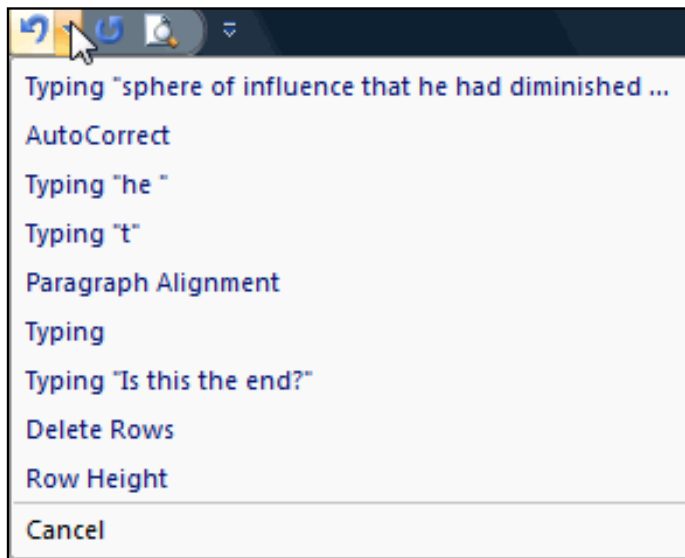 Typing "sphere of influence that he had diminished ...
AutoCorrect
Typing "he "
Typing "t"
Paragraph Alignment
Typing
Typing "Is this the end?"
Delete Rows
Row Height
Cancel